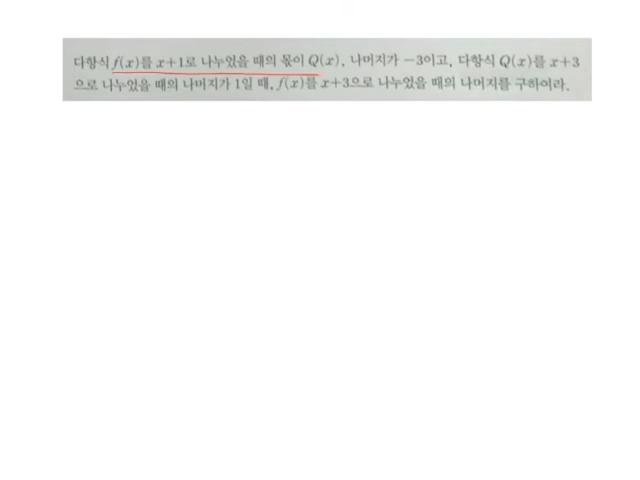 다항식 f(x)를 x+1로 나누었을 때의 몫이 Q(x), 나머지가 -3이고, 다항식 Q(x)를 x+3
으로 나누었을 때의 나머지가 1일 때, f(x)를 x+3으로 나누었을 때의 나머지를 구하여라.